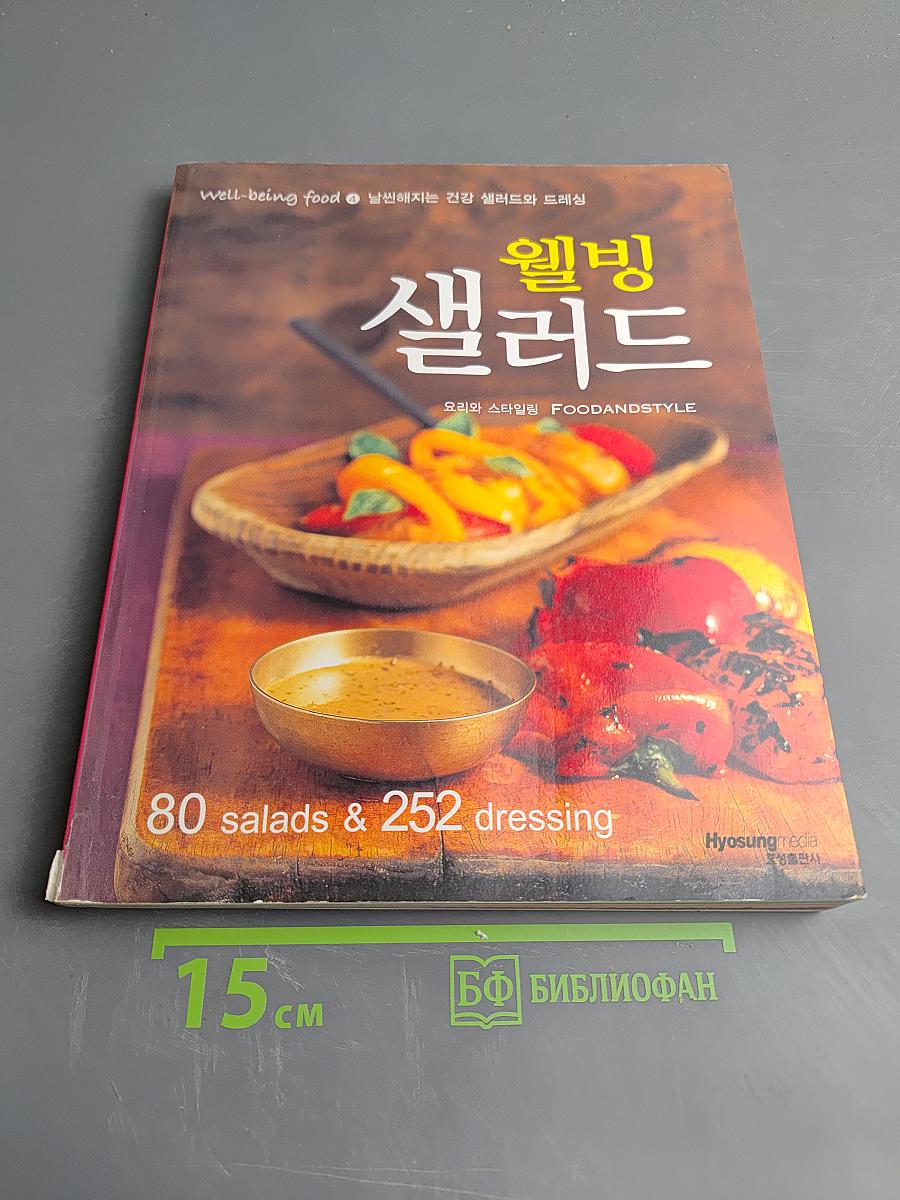 Well-being food 4 날씬해지는 건강 샐러드와 드레싱
웰빙
샐러드
요리와 스타일링 FOODANDSTYLE
80 salads & 252 dressing
Hyosungmedia
효성출판사
15 см
БФ БИБЛИОФАН